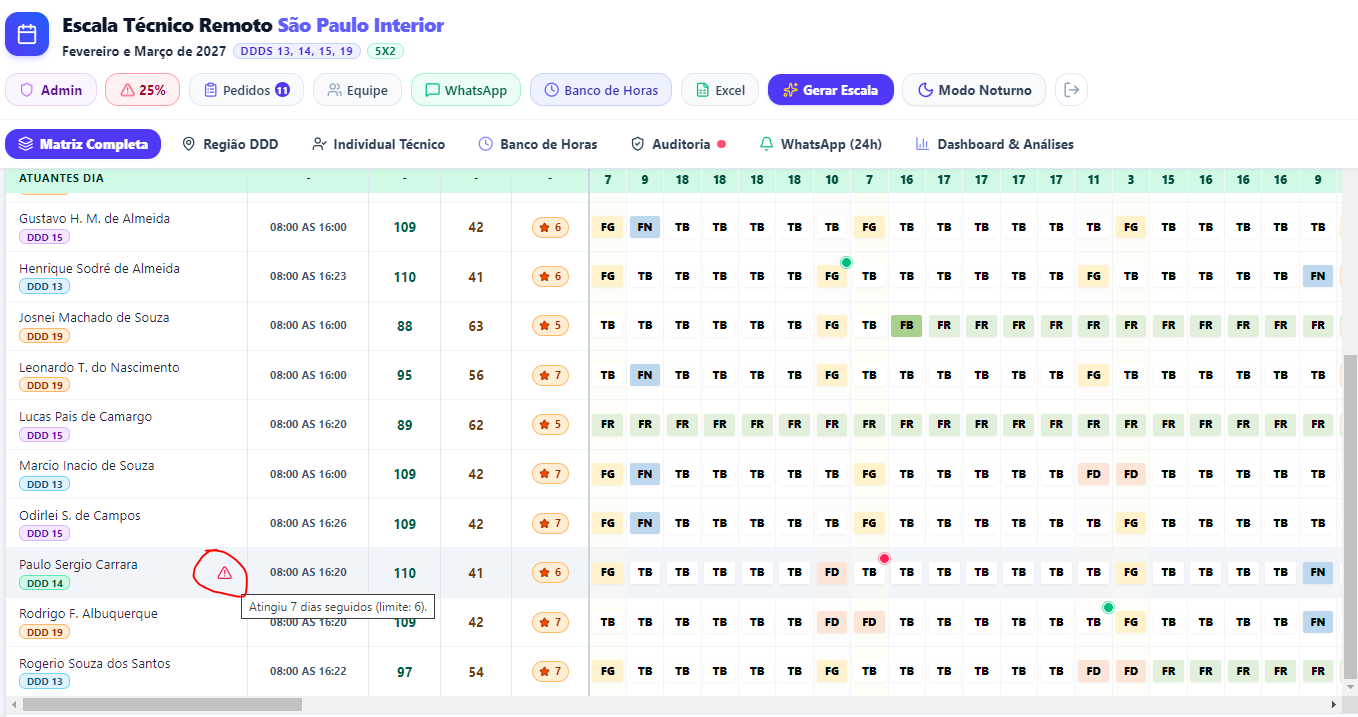 Escala Técnico Remoto São Paulo Interior
Fevereiro e Março de 2027 DDDS 13, 14, 15, 19 5X2
Admin 25% Pedidos 11 Equipe WhatsApp Banco de Horas Excel Gerar Escala Modo Noturno
Matriz Completa Região DDD Individual Técnico Banco de Horas Auditoria WhatsApp (24h) Dashboard & Análises
ATUANTES DIA - - - - 7 9 18 18 18 18 10 7 16 17 17 17 17 11 3 15 16 16 16 9
Gustavo H. M. de Almeida
DDD 15
08:00 AS 16:00 109 42 6 FG FN TB TB TB TB TB FG TB TB TB TB TB TB FG TB TB TB TB TB
Henrique Sodré de Almeida
DDD 13
08:00 AS 16:23 110 41 6 FG TB TB TB TB TB FG TB TB TB TB TB TB FG TB TB TB TB TB FN
Josnei Machado de Souza
DDD 19
08:00 AS 16:00 88 63 5 TB TB TB TB TB TB FG TB FB FR FR FR FR FR FR FR FR FR FR FR
Leonardo T. do Nascimento
DDD 19
08:00 AS 16:00 95 56 7 TB FN TB TB TB TB FG TB TB TB TB TB TB FG TB TB TB TB TB TB
Lucas Pais de Camargo
DDD 15
08:00 AS 16:20 89 62 5 FR FR FR FR FR FR FR FR FR FR FR FR FR FR FR FR FR FR FR FR
Marcio Inacio de Souza
DDD 13
08:00 AS 16:00 109 42 7 FG FN TB TB TB TB TB FG TB TB TB TB TB FD FD TB TB TB TB TB
Odirlei S. de Campos
DDD 15
08:00 AS 16:26 109 42 7 FG FN TB TB TB TB TB FG TB TB TB TB TB TB FG TB TB TB TB TB
Paulo Sergio Carrara
DDD 14
08:00 AS 16:20 110 41 6 FG TB TB TB TB TB FD TB TB TB TB TB TB TB FG TB TB TB TB FN
Atingiu 7 dias seguidos (limite: 6).
Rodrigo F. Albuquerque
DDD 19
08:00 AS 16:20 109 42 7 TB TB TB TB TB TB FD FD TB TB TB TB TB TB FG TB TB TB TB FN
Rogerio Souza dos Santos
DDD 13
08:00 AS 16:22 97 54 7 FG TB TB TB TB TB FG TB TB TB TB TB TB FD FD FR FR FR FR FR